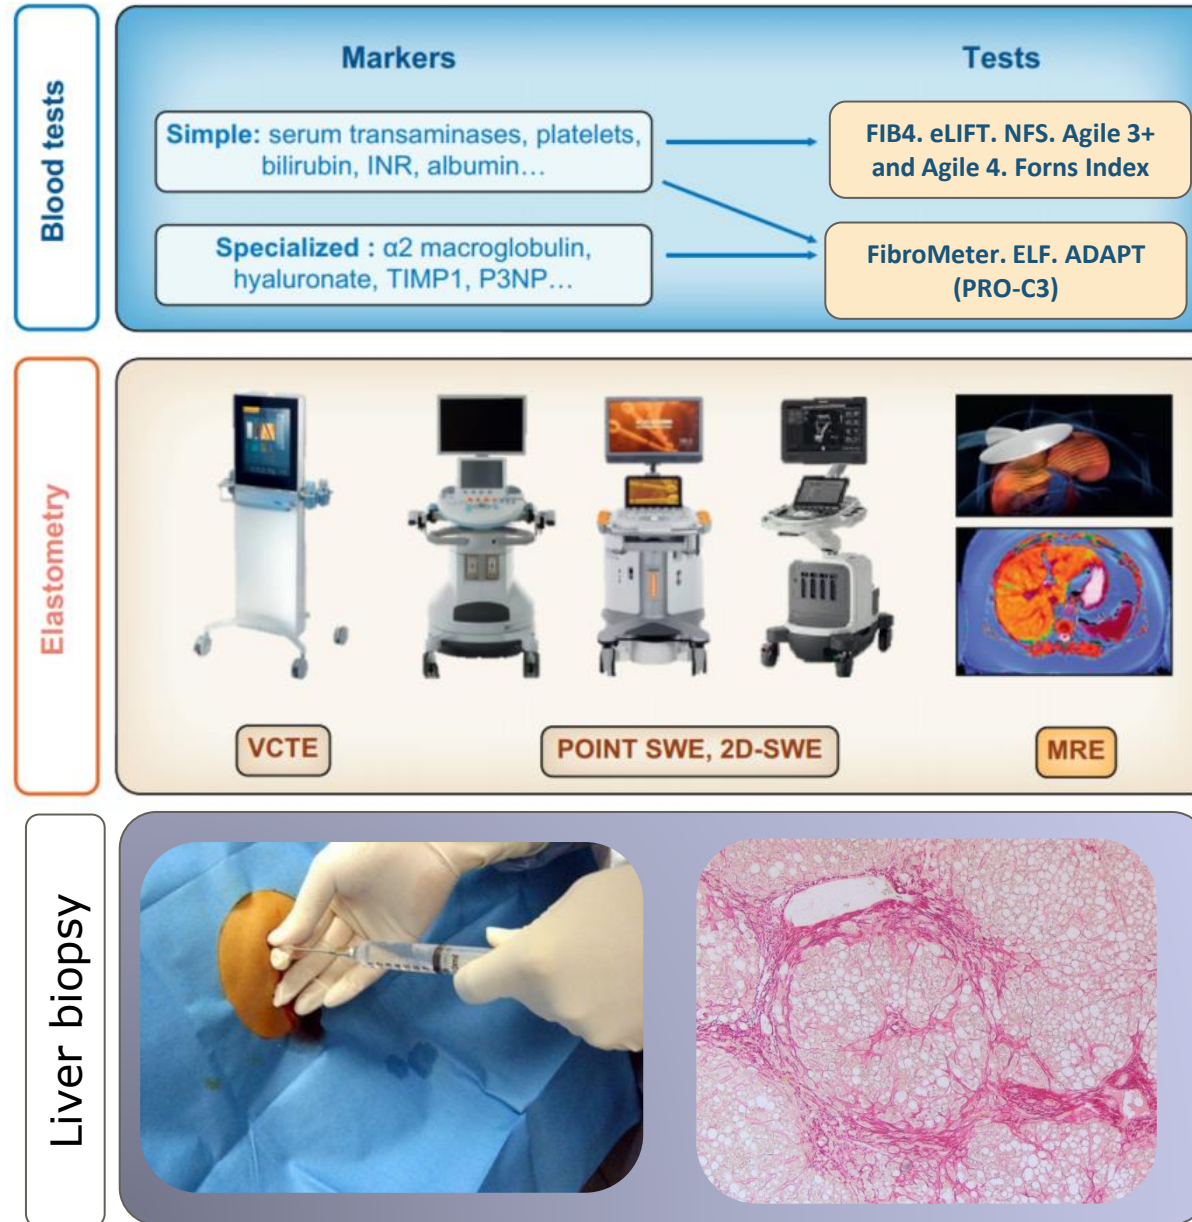 Blood tests
Markers
Tests
Simple: serum transaminases, platelets,
bilirubin, INR, albumin...
FIB4. eLIFT. NFS. Agile 3+
and Agile 4. Forns Index
Specialized : α2 macroglobulin,
hyaluronate, TIMP1, P3NP...
FibroMeter. ELF. ADAPT
(PRO-C3)
Elastometry
VCTE
POINT SWE, 2D-SWE
MRE
Liver biopsy